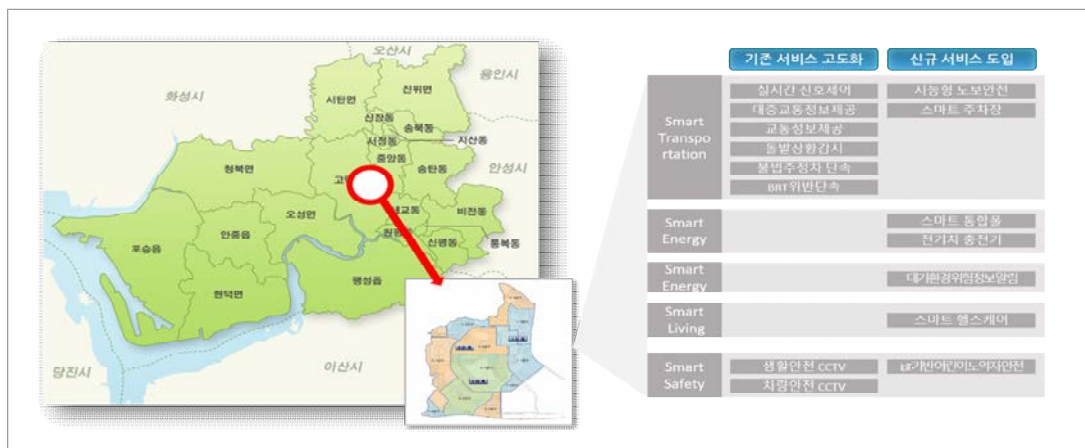 오산시
용인시
화성시
진위면
서탄면
신장동
송북동
서정동
지산동
중앙동
송탄동
안성시
청북면
오성면
비전동
안중읍
포승읍
신평동
통복동
팽성읍
현덕면
당진시
아산시
기존 서비스 고도화
신규 서비스 도입
Smart
Transpo
rtation
실시간 신호제어
지능형 도보안전
대중교통정보제공
스마트 주차장
교통정보제공
돌발상황감시
불법주정차 단속
BRT위반단속
Smart
Energy
스마트 통합폴
전기차 충전기
Smart
Energy
대기환경위험정보알림
Smart
Living
스마트 헬스케어
Smart
Safety
생활안전 CCTV
차량안전 CCTV